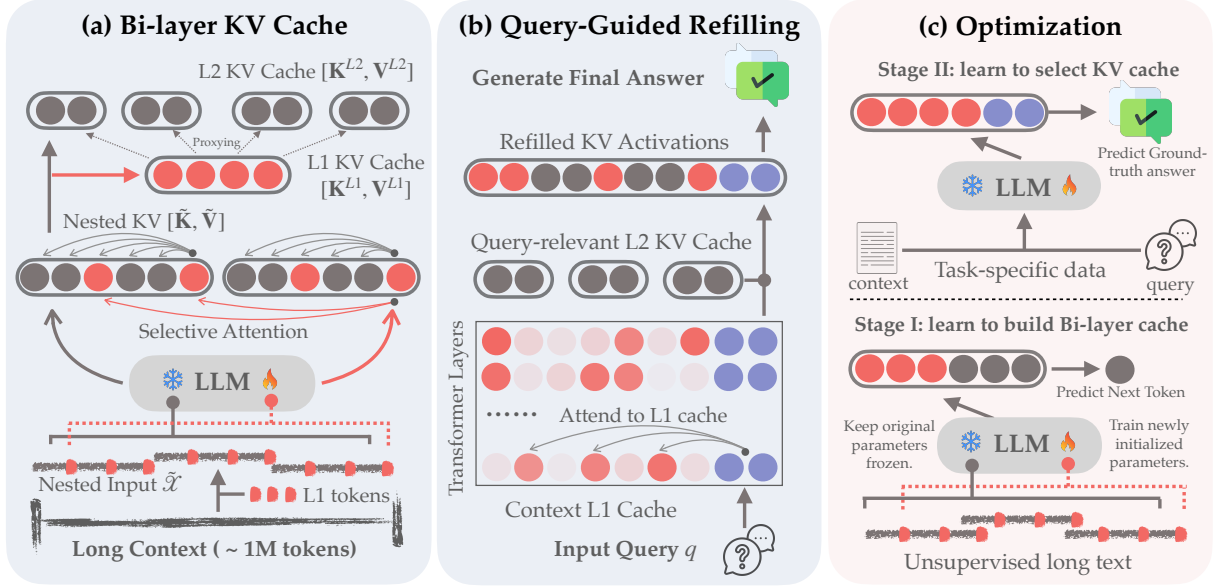 (a) Bi-layer KV Cache
L2 KV Cache [K^{L2}, V^{L2}]
Proxying
L1 KV Cache
[K^{L1}, V^{L1}]
Nested KV [K̃, Ṽ]
Selective Attention
LLM
Nested Input 𝒳̃
L1 tokens
Long Context ( ~ 1M tokens)
(b) Query-Guided Refilling
Generate Final Answer
Refilled KV Activations
Query-relevant L2 KV Cache
Transformer Layers
......
Attend to L1 cache
Context L1 Cache
Input Query q
(c) Optimization
Stage II: learn to select KV cache
Predict Ground-
truth answer
LLM
context
Task-specific data
query
Stage I: learn to build Bi-layer cache
Predict Next Token
Keep original
parameters
frozen.
LLM
Train newly
initialized
parameters.
Unsupervised long text